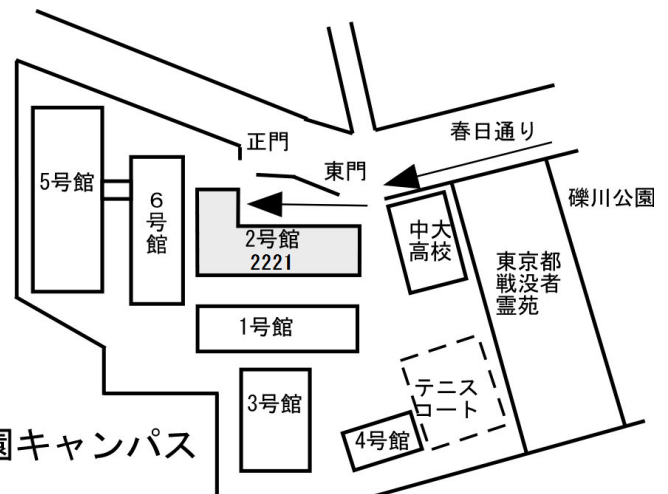 正門
春日通り
東門
5号館
6号館
礫川公園
中大
高校
2号館
2221
東京都
戦没者
霊苑
1号館
テニス
コート
3号館
4号館
園キャンパス